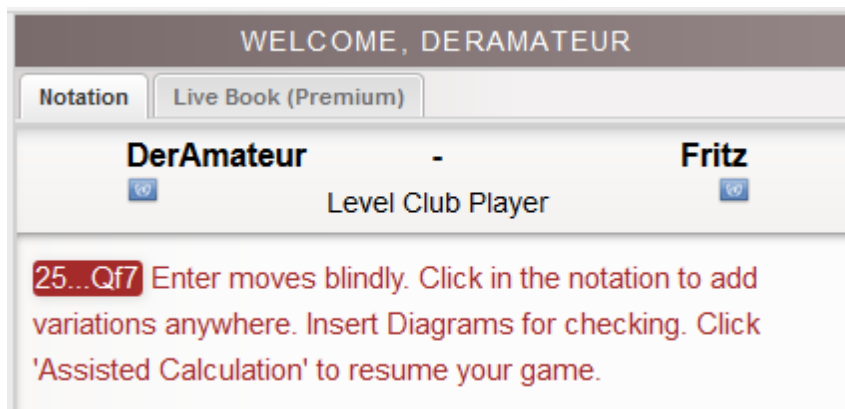 WELCOME, DERAMATEUR
Notation Live Book (Premium)
DerAmateur - Fritz
Level Club Player
25...Qf7 Enter moves blindly. Click in the notation to add
variations anywhere. Insert Diagrams for checking. Click
'Assisted Calculation' to resume your game.